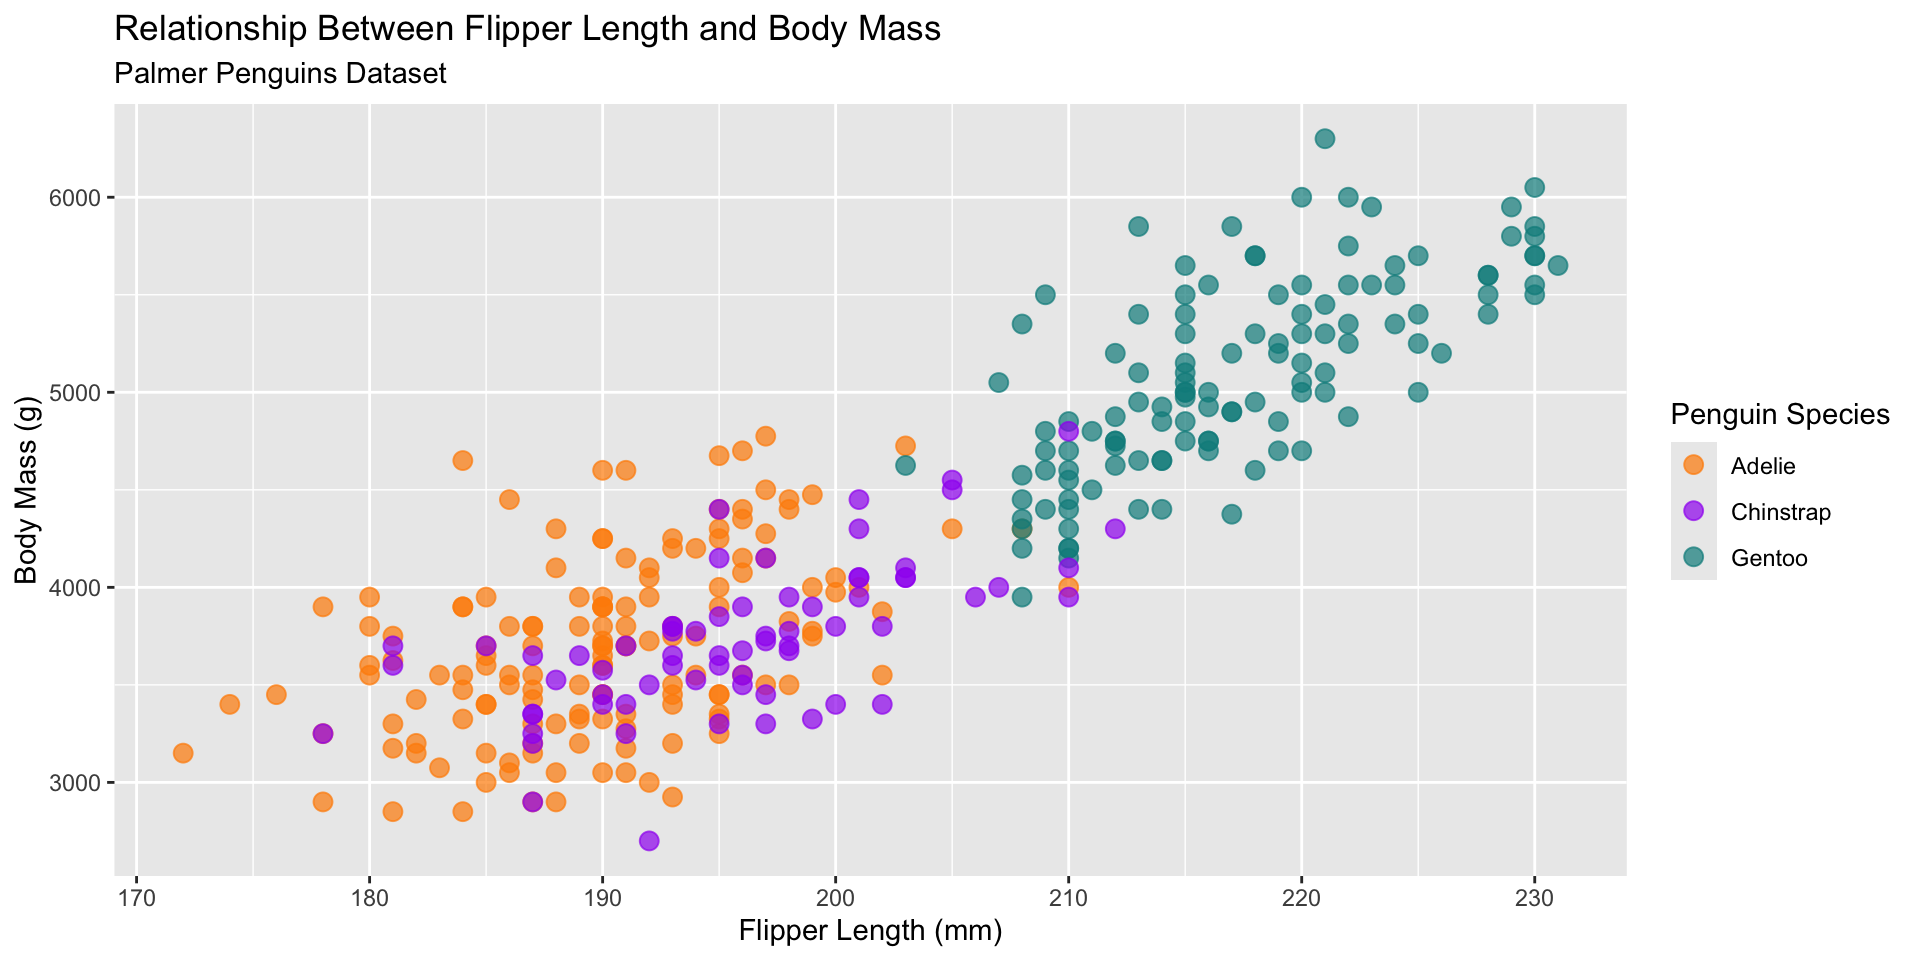 Relationship Between Flipper Length and Body Mass
Palmer Penguins Dataset
6000
5000
4000
3000
Body Mass (g)
170 180 190 200 210 220 230
Flipper Length (mm)
Penguin Species
Adelie
Chinstrap
Gentoo